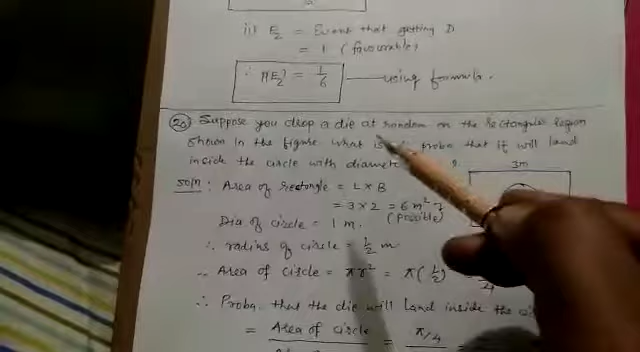 iii) E₂ = Event that getting D
= 1 (favourable)
∴ P(E₂) = 1/6 —— using formula.
(20) Suppose you drop a die at random on the rectangular region
shown in the figure what is proba that it will land
inside the circle with diameter
3m
Soln: Area of rectangle = L × B
= 3 × 2 = 6 m²
(possible)
Dia of circle = 1 m.
∴ radius of circle = 1/2 m
∴ Area of circle = πr² = π(1/2)
∴ Proba. that the die will Land inside the
= Area of circle = π/4 =